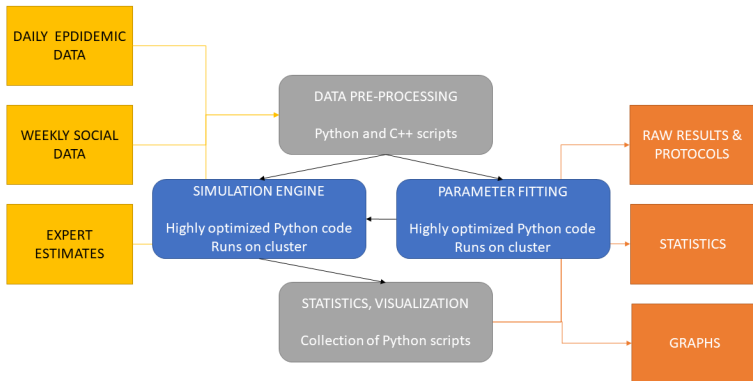 DAILY EPDIDEMIC
DATA
WEEKLY SOCIAL
DATA
EXPERT
ESTIMATES
DATA PRE-PROCESSING
Python and C++ scripts
SIMULATION ENGINE
Highly optimized Python code
Runs on cluster
PARAMETER FITTING
Highly optimized Python code
Runs on cluster
STATISTICS, VISUALIZATION
Collection of Python scripts
RAW RESULTS &
PROTOCOLS
STATISTICS
GRAPHS